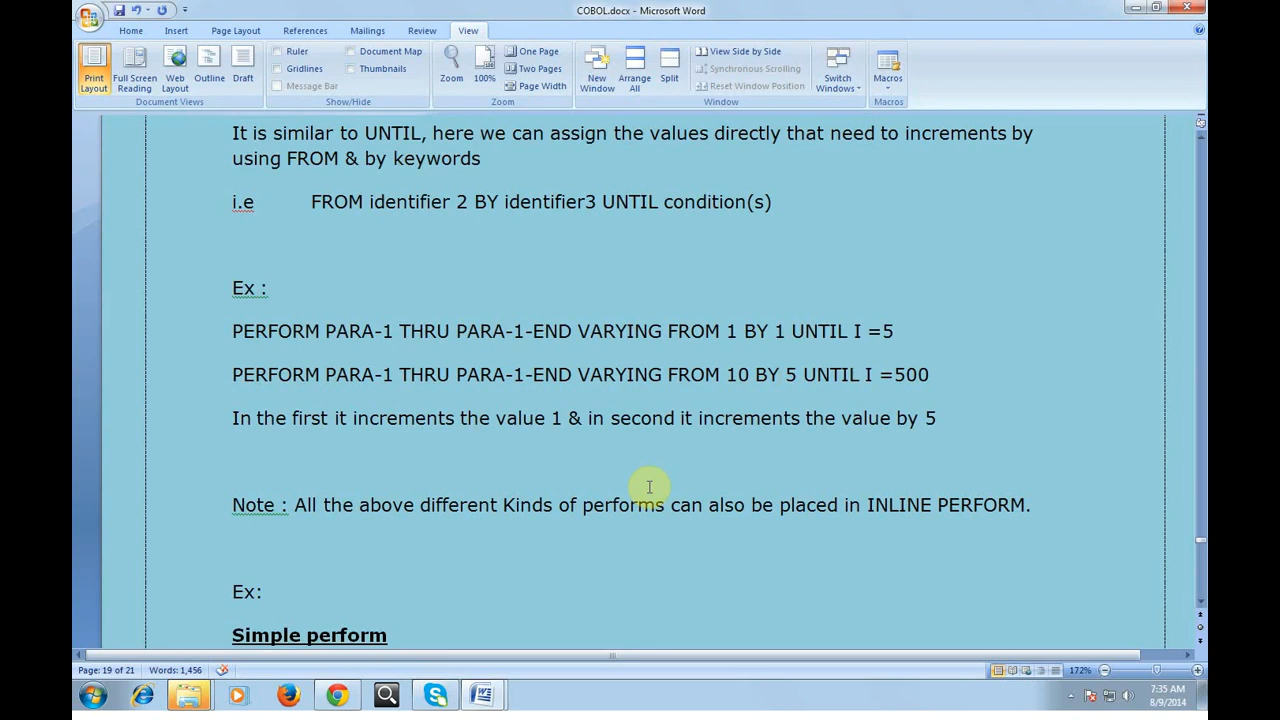 COBOL.docx - Microsoft Word
Home Insert Page Layout References Mailings Review View
Print Layout
Full Screen Reading
Web Layout
Outline
Draft
Document Views
Ruler
Gridlines
Message Bar
Document Map
Thumbnails
Show/Hide
Zoom
100%
One Page
Two Pages
Page Width
Zoom
New Window
Arrange All
Split
View Side by Side
Synchronous Scrolling
Reset Window Position
Switch Windows
Window
Macros
Macros
It is similar to UNTIL, here we can assign the values directly that need to increments by
using FROM & by keywords
i.e FROM identifier 2 BY identifier3 UNTIL condition(s)
Ex :
PERFORM PARA-1 THRU PARA-1-END VARYING FROM 1 BY 1 UNTIL I =5
PERFORM PARA-1 THRU PARA-1-END VARYING FROM 10 BY 5 UNTIL I =500
In the first it increments the value 1 & in second it increments the value by 5
Note : All the above different Kinds of performs can also be placed in INLINE PERFORM.
Ex:
Simple perform
Page: 19 of 21 Words: 1,456 172%
7:35 AM
8/9/2014